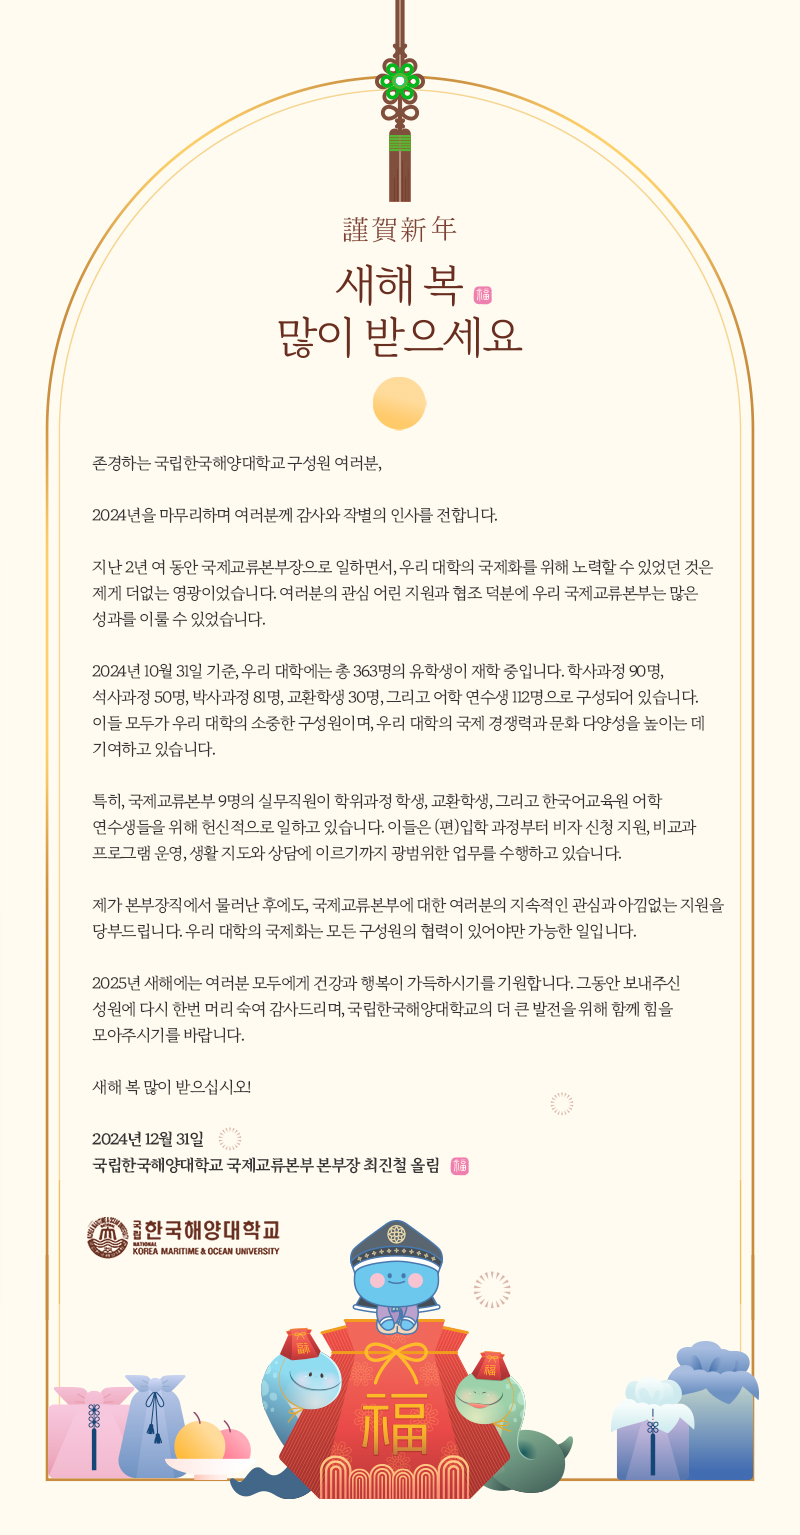 謹賀新年
새해 복 福
많이 받으세요
존경하는 국립한국해양대학교 구성원 여러분,
2024년을 마무리하며 여러분께 감사와 작별의 인사를 전합니다.
지난 2년 여 동안 국제교류본부장으로 일하면서, 우리 대학의 국제화를 위해 노력할 수 있었던 것은
제게 더없는 영광이었습니다. 여러분의 관심 어린 지원과 협조 덕분에 우리 국제교류본부는 많은
성과를 이룰 수 있었습니다.
2024년 10월 31일 기준, 우리 대학에는 총 363명의 유학생이 재학 중입니다. 학사과정 90명,
석사과정 50명, 박사과정 81명, 교환학생 30명, 그리고 어학 연수생 112명으로 구성되어 있습니다.
이들 모두가 우리 대학의 소중한 구성원이며, 우리 대학의 국제 경쟁력과 문화 다양성을 높이는 데
기여하고 있습니다.
특히, 국제교류본부 9명의 실무직원이 학위과정 학생, 교환학생, 그리고 한국어교육원 어학
연수생들을 위해 헌신적으로 일하고 있습니다. 이들은 (편)입학 과정부터 비자 신청 지원, 비교과
프로그램 운영, 생활 지도와 상담에 이르기까지 광범위한 업무를 수행하고 있습니다.
제가 본부장직에서 물러난 후에도, 국제교류본부에 대한 여러분의 지속적인 관심과 아낌없는 지원을
당부드립니다. 우리 대학의 국제화는 모든 구성원의 협력이 있어야만 가능한 일입니다.
2025년 새해에는 여러분 모두에게 건강과 행복이 가득하시기를 기원합니다. 그동안 보내주신
성원에 다시 한번 머리 숙여 감사드리며, 국립한국해양대학교의 더 큰 발전을 위해 함께 힘을
모아주시기를 바랍니다.
새해 복 많이 받으십시오!
2024년 12월 31일
국립한국해양대학교 국제교류본부 본부장 최진철 올림 福
국립한국해양대학교
NATIONAL
KOREA MARITIME & OCEAN UNIVERSITY
福
福
福